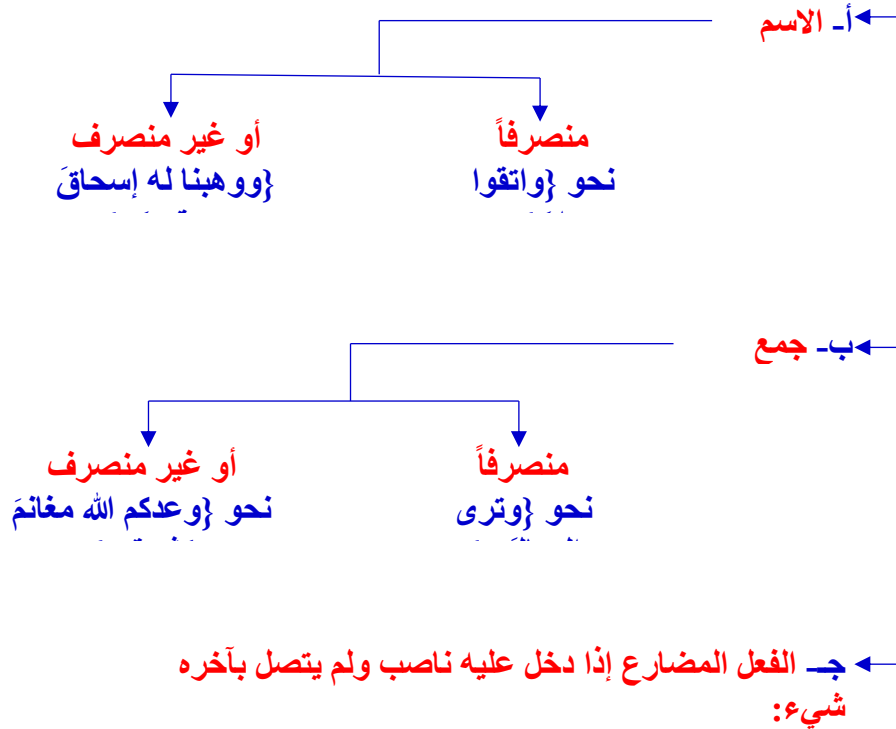 أ- الاسم
منصرفاً
أو غير منصرف
نحو {واتقوا
{ووهبنا له إسحاقَ
ب- جمع
منصرفاً
أو غير منصرف
نحو {وترى
نحو {وعدكم الله مغانمَ
جـ- الفعل المضارع إذا دخل عليه ناصب ولم يتصل بآخره
شيء: